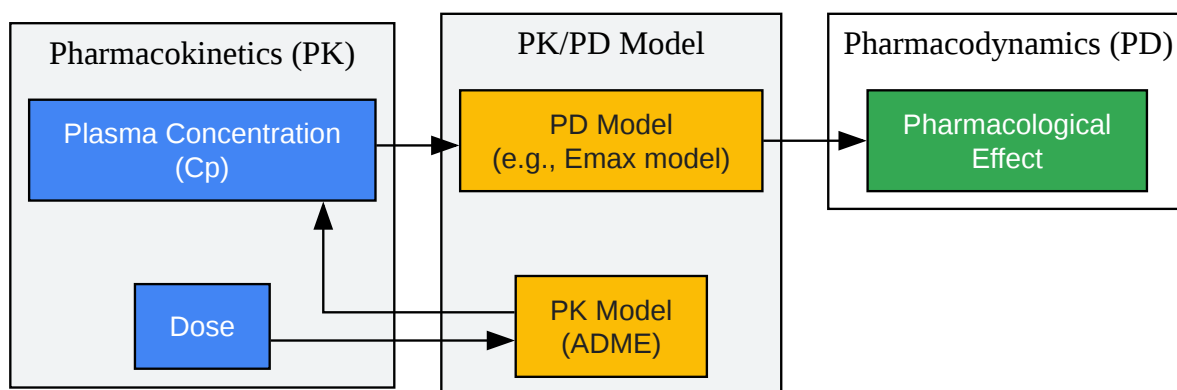 Pharmacokinetics (PK)
Plasma Concentration
(Cp)
Dose
PK/PD Model
PD Model
(e.g., Emax model)
PK Model
(ADME)
Pharmacodynamics (PD)
Pharmacological
Effect